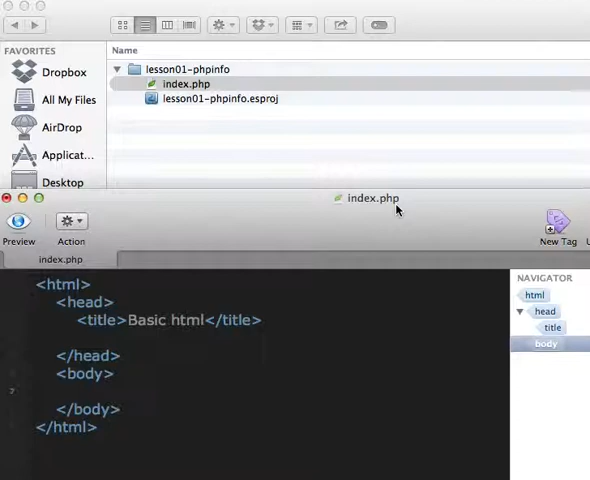 FAVORITES
Name
Dropbox
lesson01-phpinfo
index.php
All My Files
lesson01-phpinfo.esproj
AirDrop
Applicat...
Desktop
index.php
Preview
Action
New Tag
index.php
<html>
<head>
<title>Basic html</title>
</head>
<body>
7
</body>
</html>
NAVIGATOR
html
head
title
body